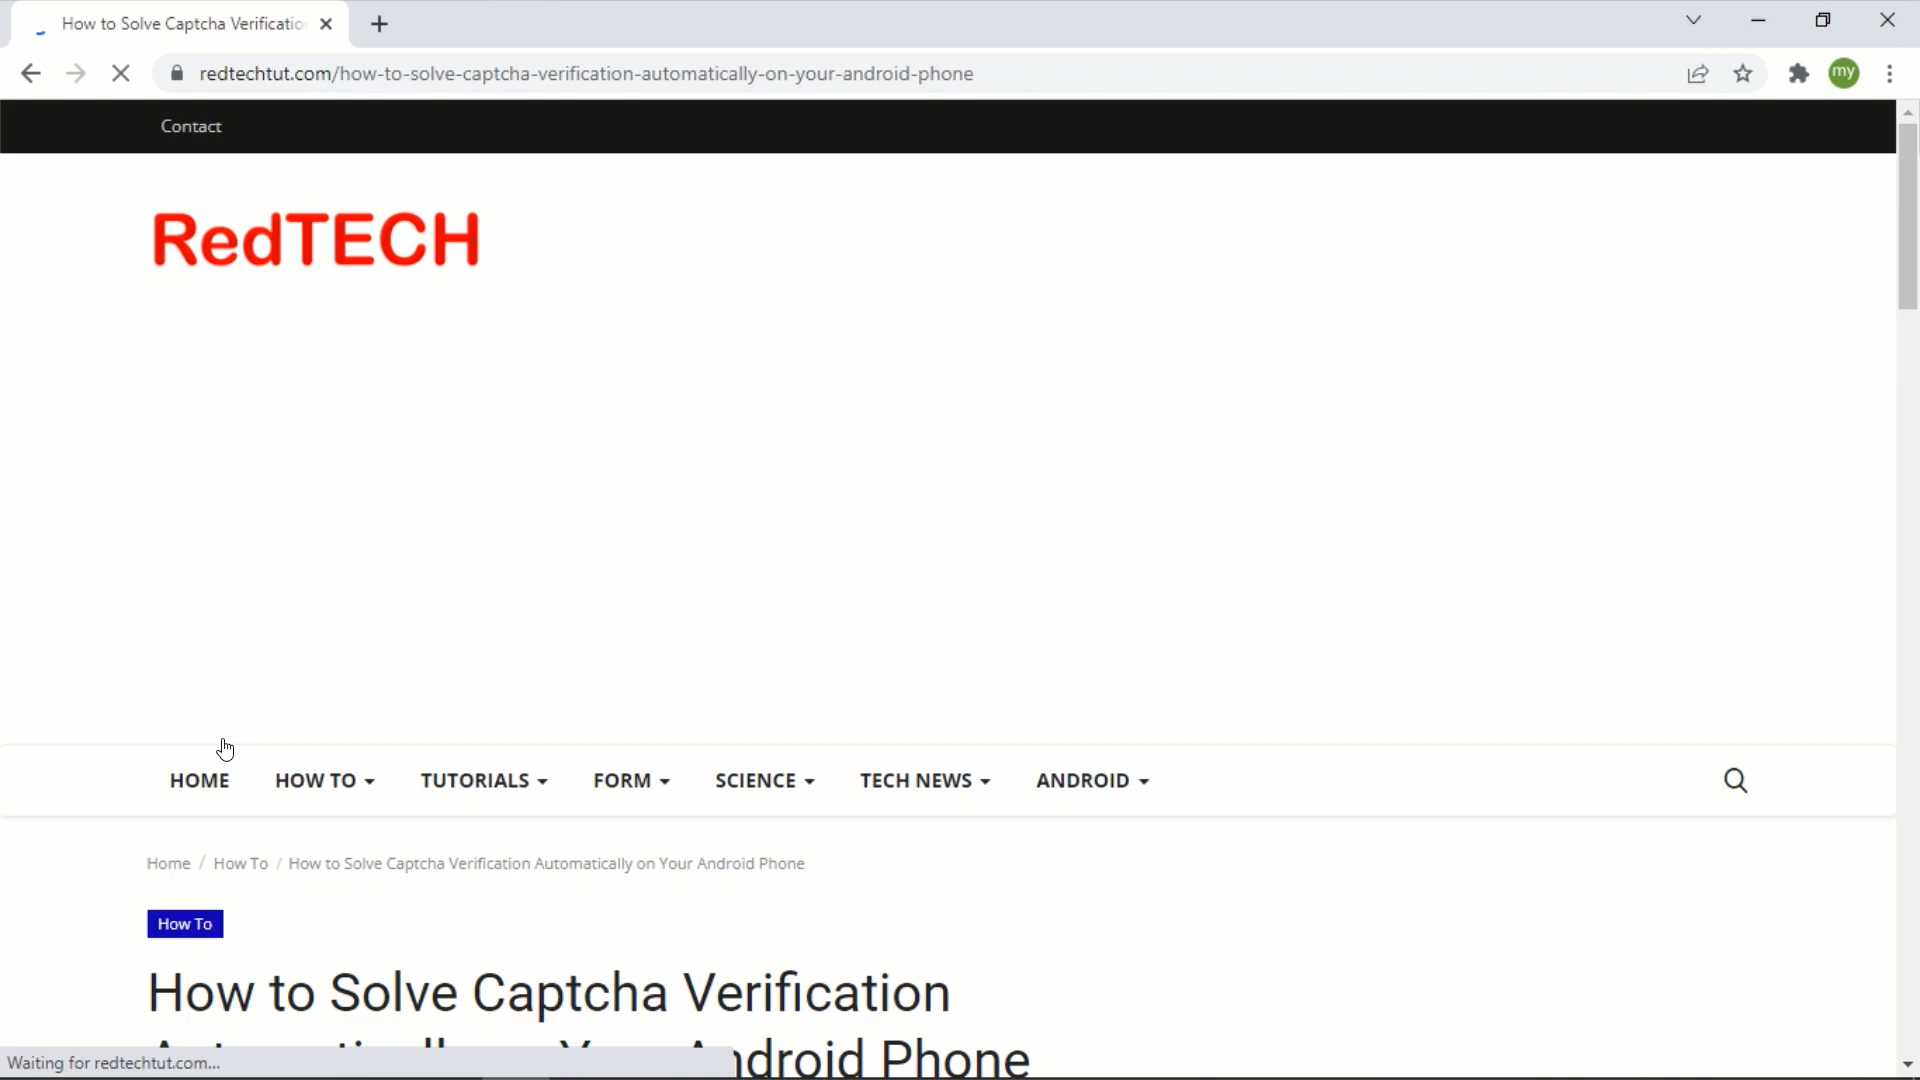 How to Solve Captcha Verificatio
redtechtut.com/how-to-solve-captcha-verification-automatically-on-your-android-phone
my
Contact
RedTECH
HOME HOW TO TUTORIALS FORM SCIENCE TECH NEWS ANDROID
Home / How To / How to Solve Captcha Verification Automatically on Your Android Phone
How To
How to Solve Captcha Verification
Android Phone
Waiting for redtechtut.com...